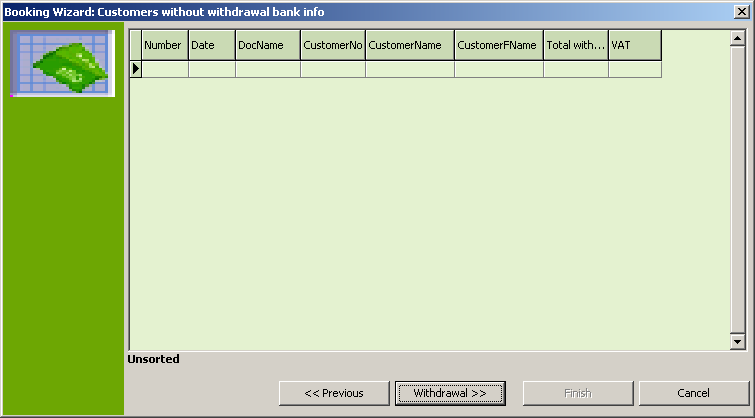 Booking Wizard: Customers without withdrawal bank info
Number Date DocName CustomerNo CustomerName CustomerFName Total with... VAT
Unsorted
<< Previous Withdrawal >> Finish Cancel